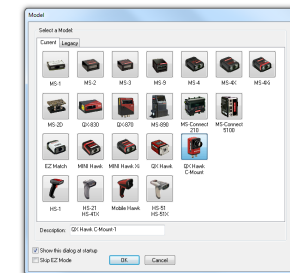 Model
Select a Model:
Current Legacy
MS-1 MS-2 MS-3 MS-9 MS-4 MS-4X MS-4Xi
MS-2D QX-830 QX-870 MS-890 MS-Connect 210 MS-Connect 5100
EZ Match MINI Hawk MINI Hawk Xi QX Hawk QX Hawk C-Mount
HS-1 HS-21 HS-41X Mobile Hawk HS-51 HS-51X
Description: QX Hawk C-Mount-1
Show this dialog at startup
Skip EZ Mode OK Cancel